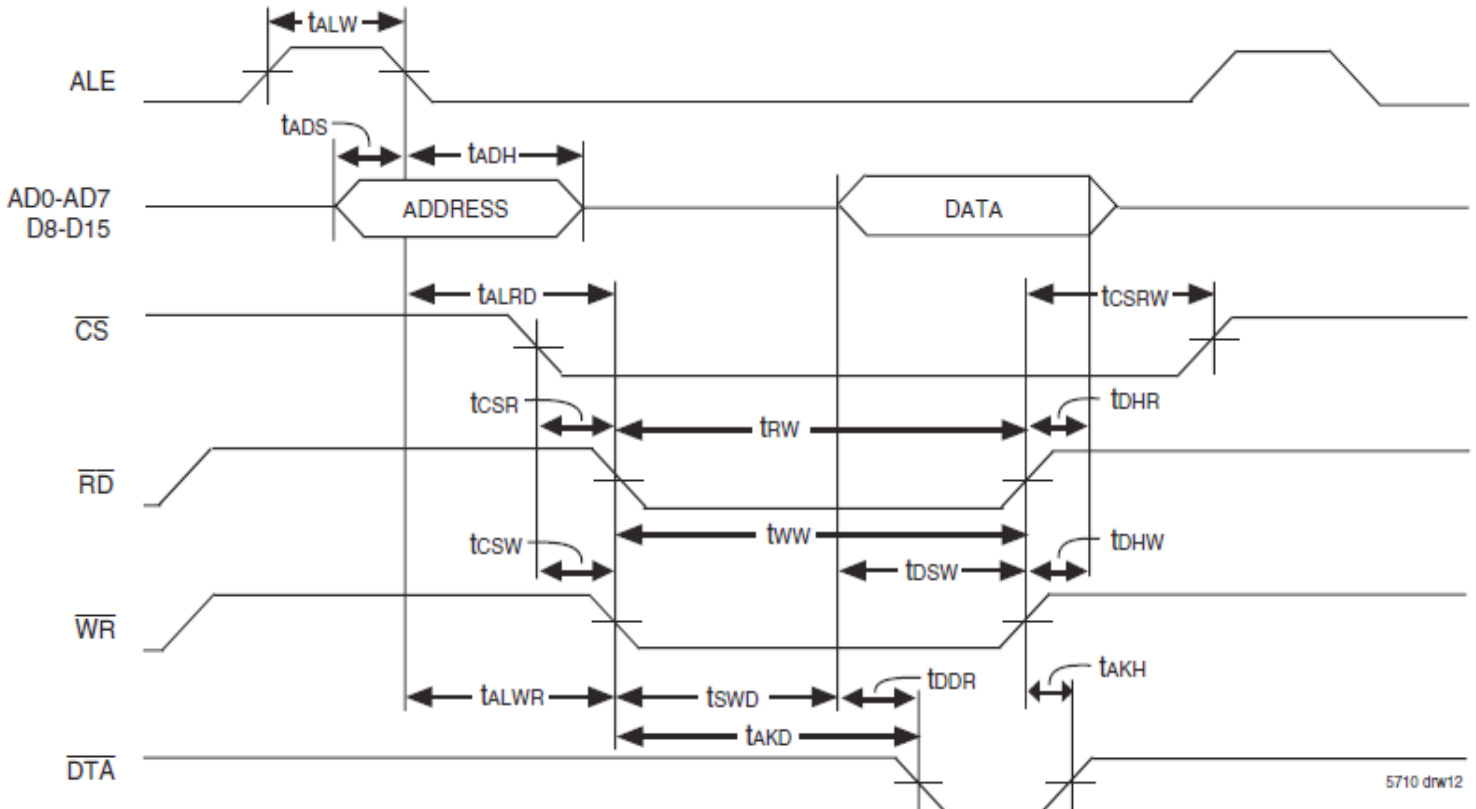 tALW
ALE
tADS
tADH
AD0-AD7
D8-D15
ADDRESS
DATA
tALRD
tCSRW
CS
tCSR
tRW
tDHR
RD
tCSW
tWW
tDHW
tDSW
WR
tALWR
tSWD
tDDR
tAKH
tAKD
DTA
5710 drw12